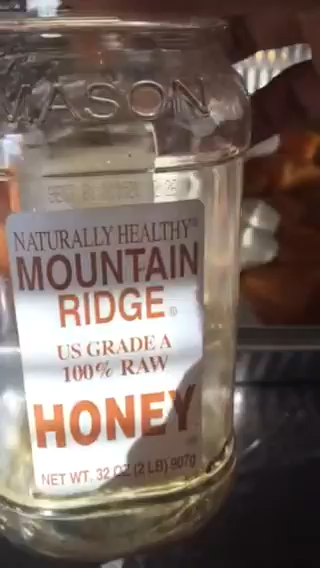 MASON
NATURALLY HEALTHY®
MOUNTAIN
RIDGE®
US GRADE A
100% RAW
HONEY
NET WT. 32 OZ (2 LB) 907g